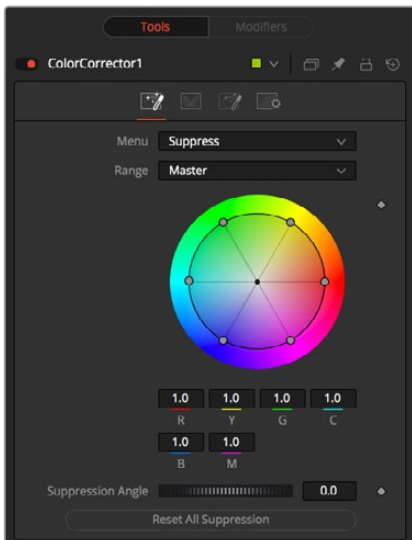 Tools Modifiers
ColorCorrector1
Menu Suppress
Range Master
1.0 1.0 1.0 1.0
R Y G C
1.0 1.0
B M
Suppression Angle 0.0
Reset All Suppression